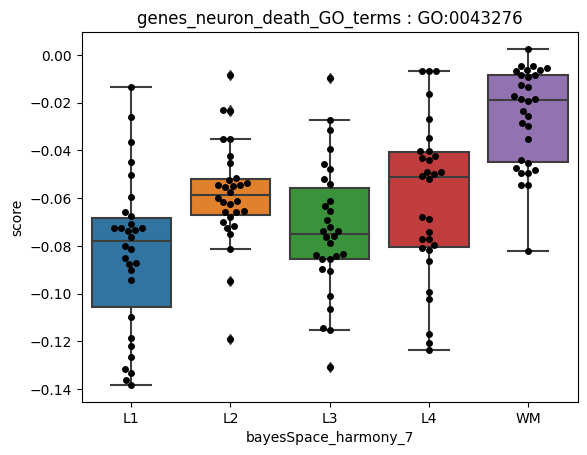 genes_neuron_death_GO_terms : GO:0043276
0.00
−0.02
−0.04
−0.06
−0.08
−0.10
−0.12
−0.14
score
L1 L2 L3 L4 WM
bayesSpace_harmony_7